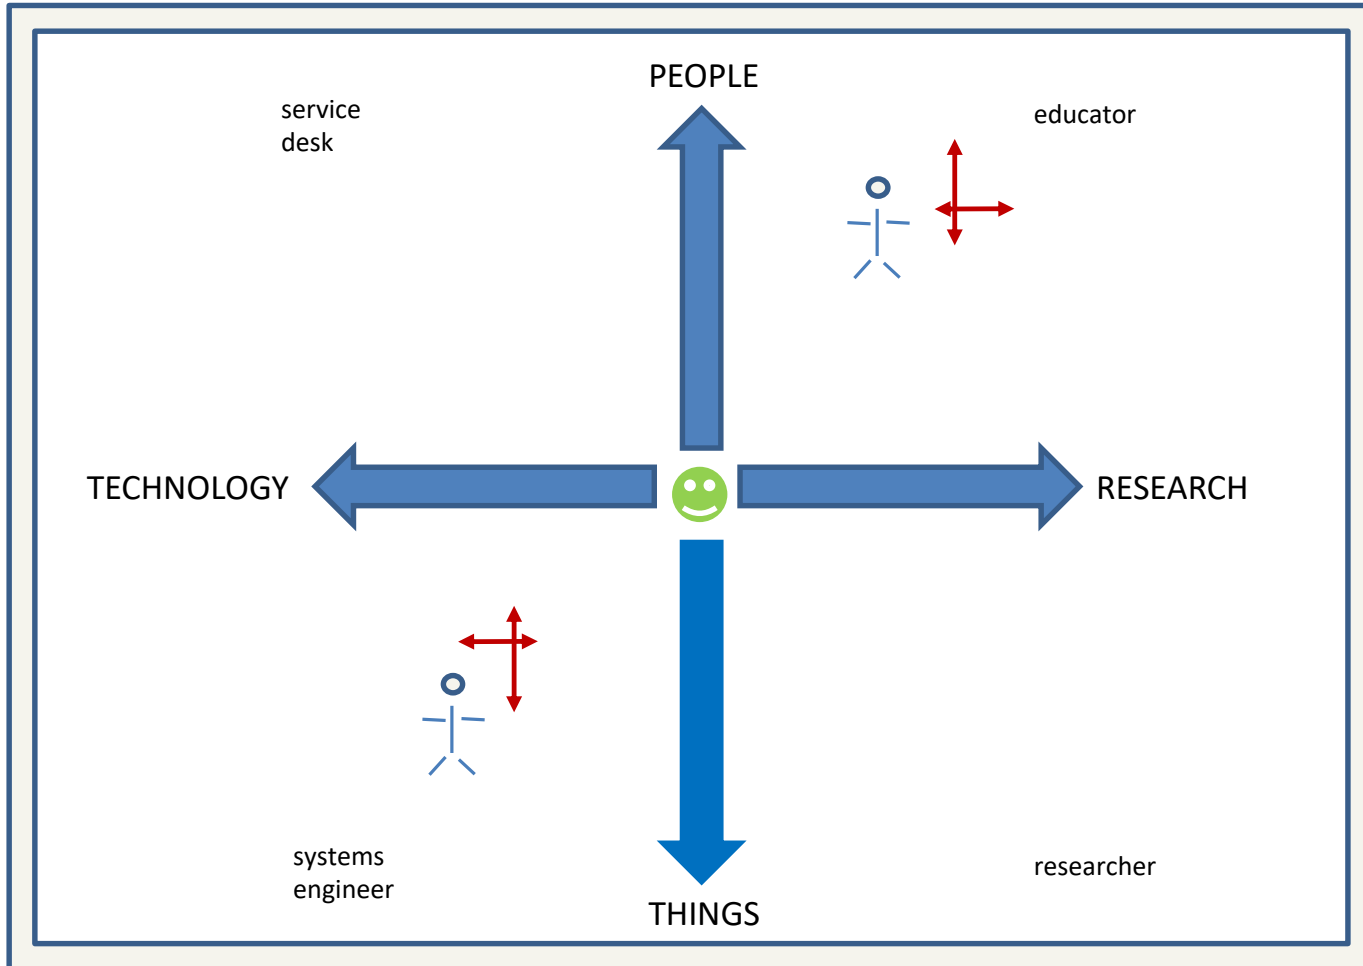 PEOPLE
service
desk
educator
TECHNOLOGY
RESEARCH
systems
engineer
researcher
THINGS